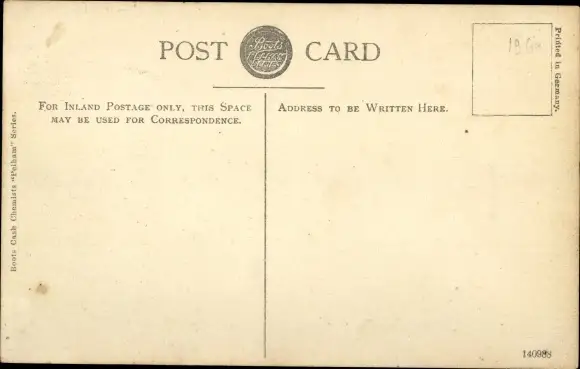 POST CARD
FOR INLAND POSTAGE ONLY, THIS SPACE
MAY BE USED FOR CORRESPONDENCE.
ADDRESS TO BE WRITTEN HERE.
Printed in Germany.
Boots Cash Chemists "Pelham" Series.
140988